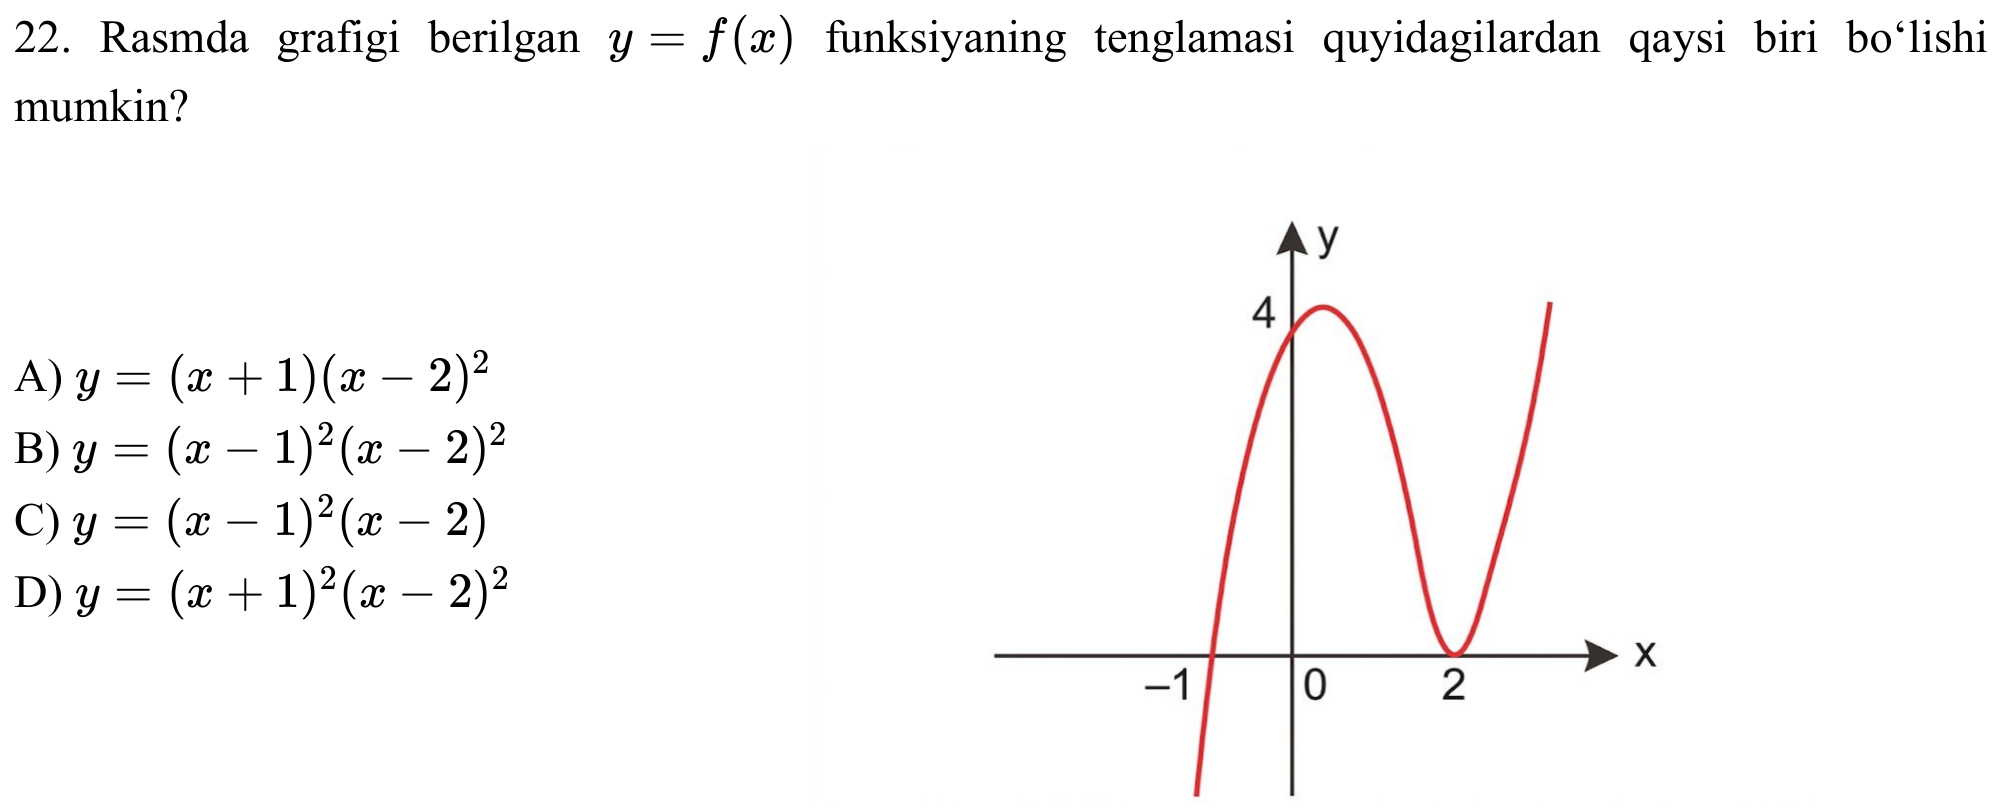 22. Rasmda grafigi berilgan y = f(x) funksiyaning tenglamasi quyidagilardan qaysi biri bo‘lishi
mumkin?
A) y = (x + 1)(x − 2)²
B) y = (x − 1)²(x − 2)²
C) y = (x − 1)²(x − 2)
D) y = (x + 1)²(x − 2)²
y
4
x
–1 0 2